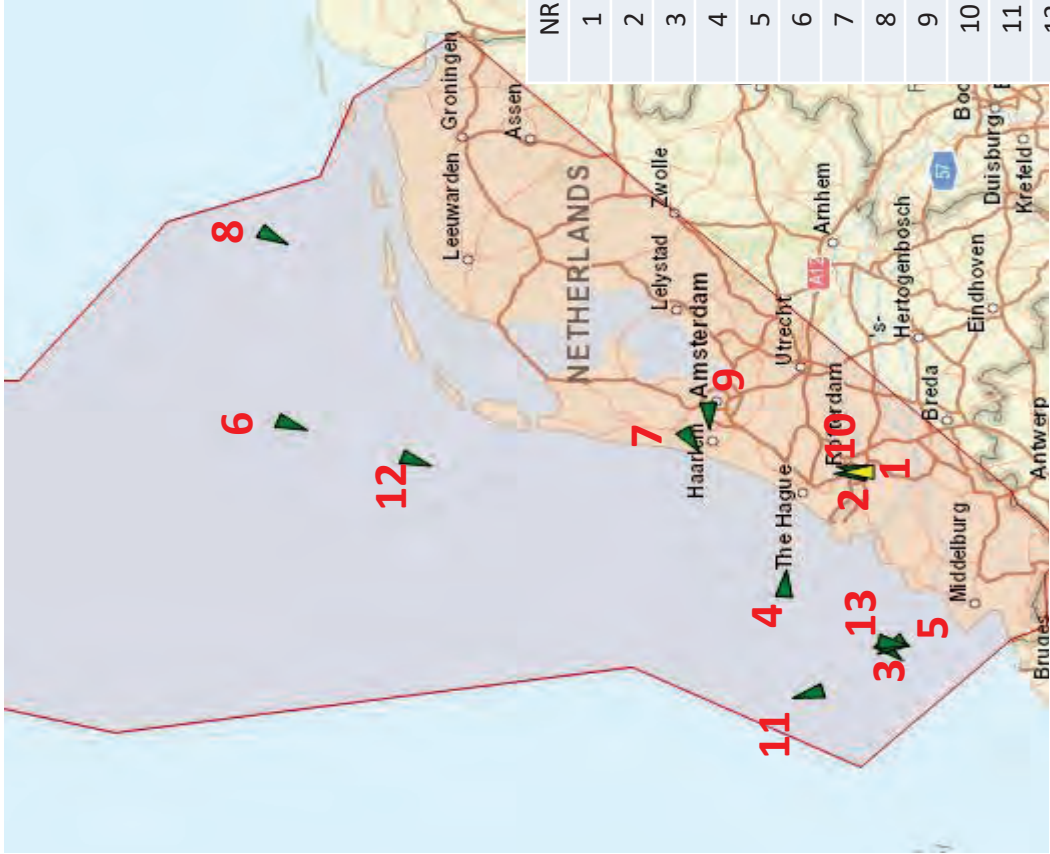 8
6
12
Groningen
Assen
Leeuwarden
NETHERLANDS
Zwolle
Lelystad
Amsterdam
9
7
Haarlem
Utrecht
A12
Arnhem
The Hague
4
Rotterdam
10
2
1
's-
Hertogenbosch
57
Duisburg
Krefeld
Eindhoven
Breda
Middelburg
13
3
5
11
Antwerp
Bruges
NR
1
2
3
4
5
6
7
8
9
10
11
12